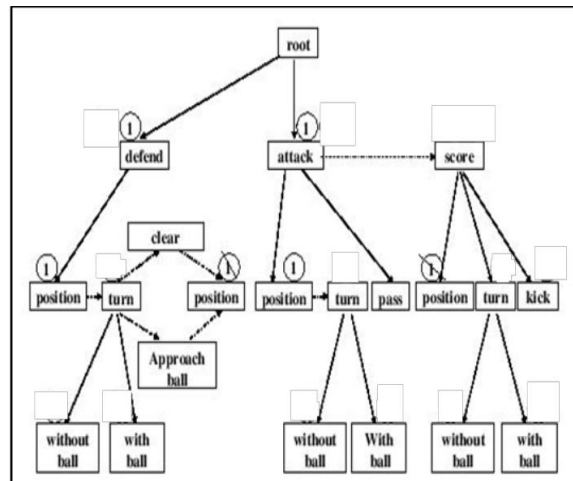 root
1
1
defend
attack
score
clear
1
1
1
1
position
turn
position
position
turn
pass
position
turn
kick
Approach
ball
without
ball
with
ball
without
ball
With
ball
without
ball
with
ball